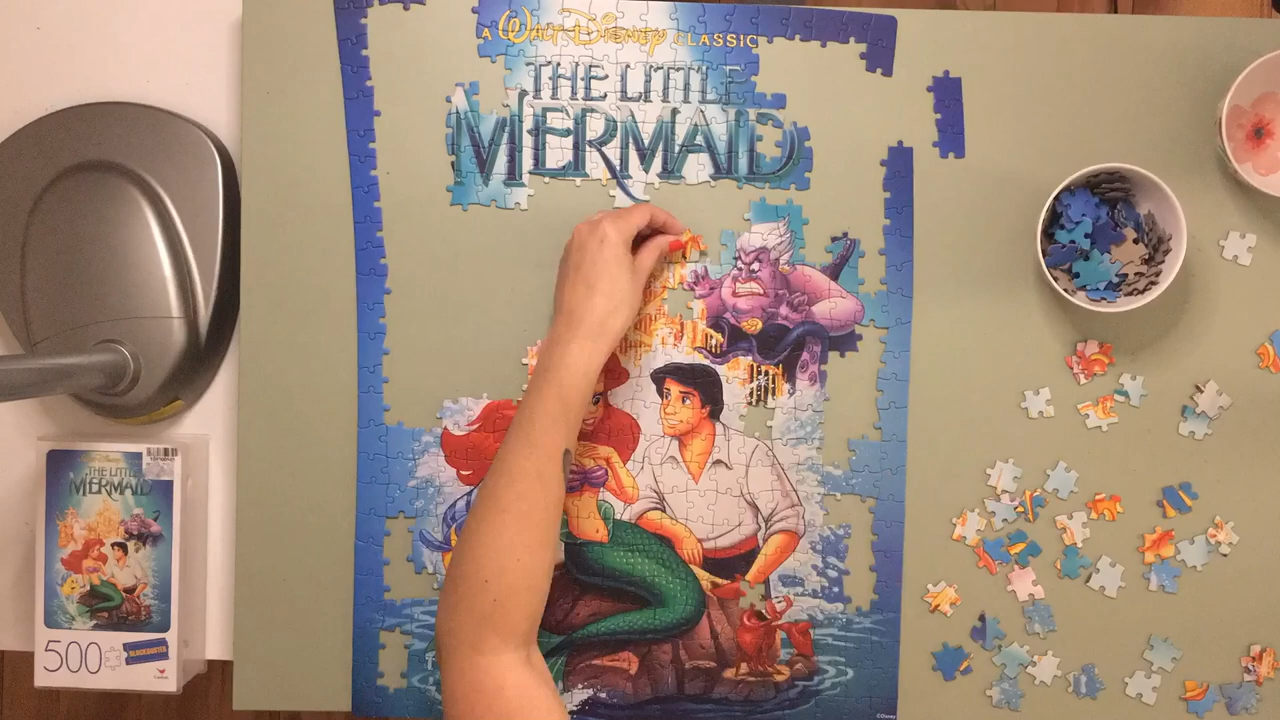 A WALT DISNEY CLASSIC
THE LITTLE
MERMAID
©Disney
THE LITTLE
MERMAID
500
BLOCKBUSTER